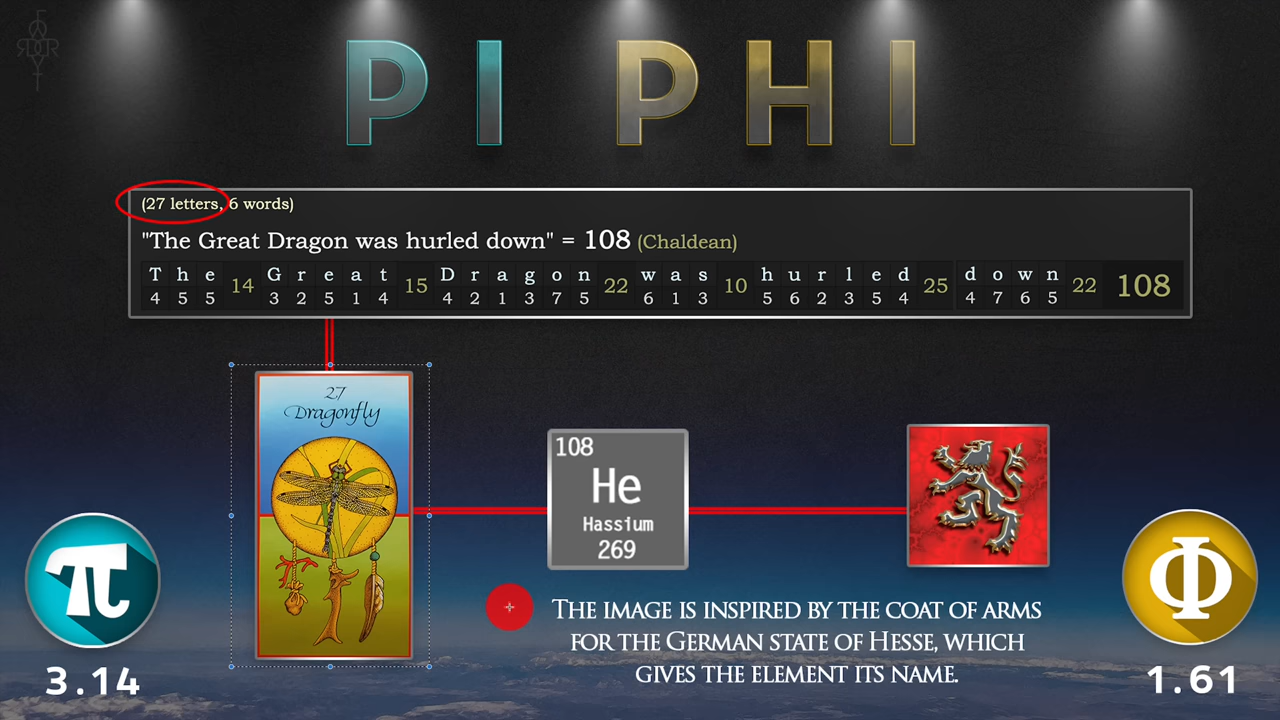 PI PHI
(27 letters, 6 words)
"The Great Dragon was hurled down" = 108 (Chaldean)
T h e 14 G r e a t 15 D r a g o n 22 w a s 10 h u r l e d 25 d o w n 22 108
4 5 5 3 2 5 1 4 4 2 1 3 7 5 6 1 3 5 6 2 3 5 4 4 7 6 5
27
Dragonfly
108
He
Hassium
269
π
3.14
Φ
1.61
THE IMAGE IS INSPIRED BY THE COAT OF ARMS
FOR THE GERMAN STATE OF HESSE, WHICH
GIVES THE ELEMENT ITS NAME.